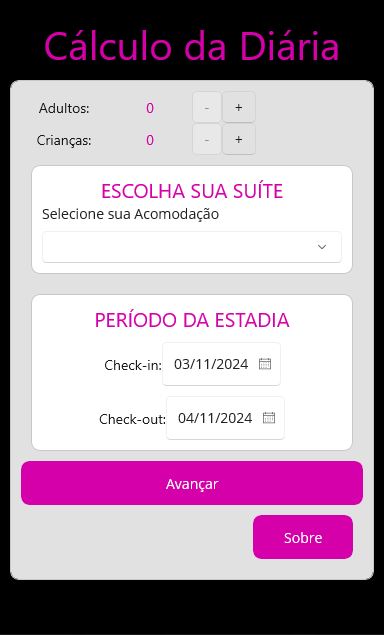 Cálculo da Diária
Adultos: 0 - +
Crianças: 0 - +
ESCOLHA SUA SUÍTE
Selecione sua Acomodação
PERÍODO DA ESTADIA
Check-in: 03/11/2024
Check-out: 04/11/2024
Avançar
Sobre